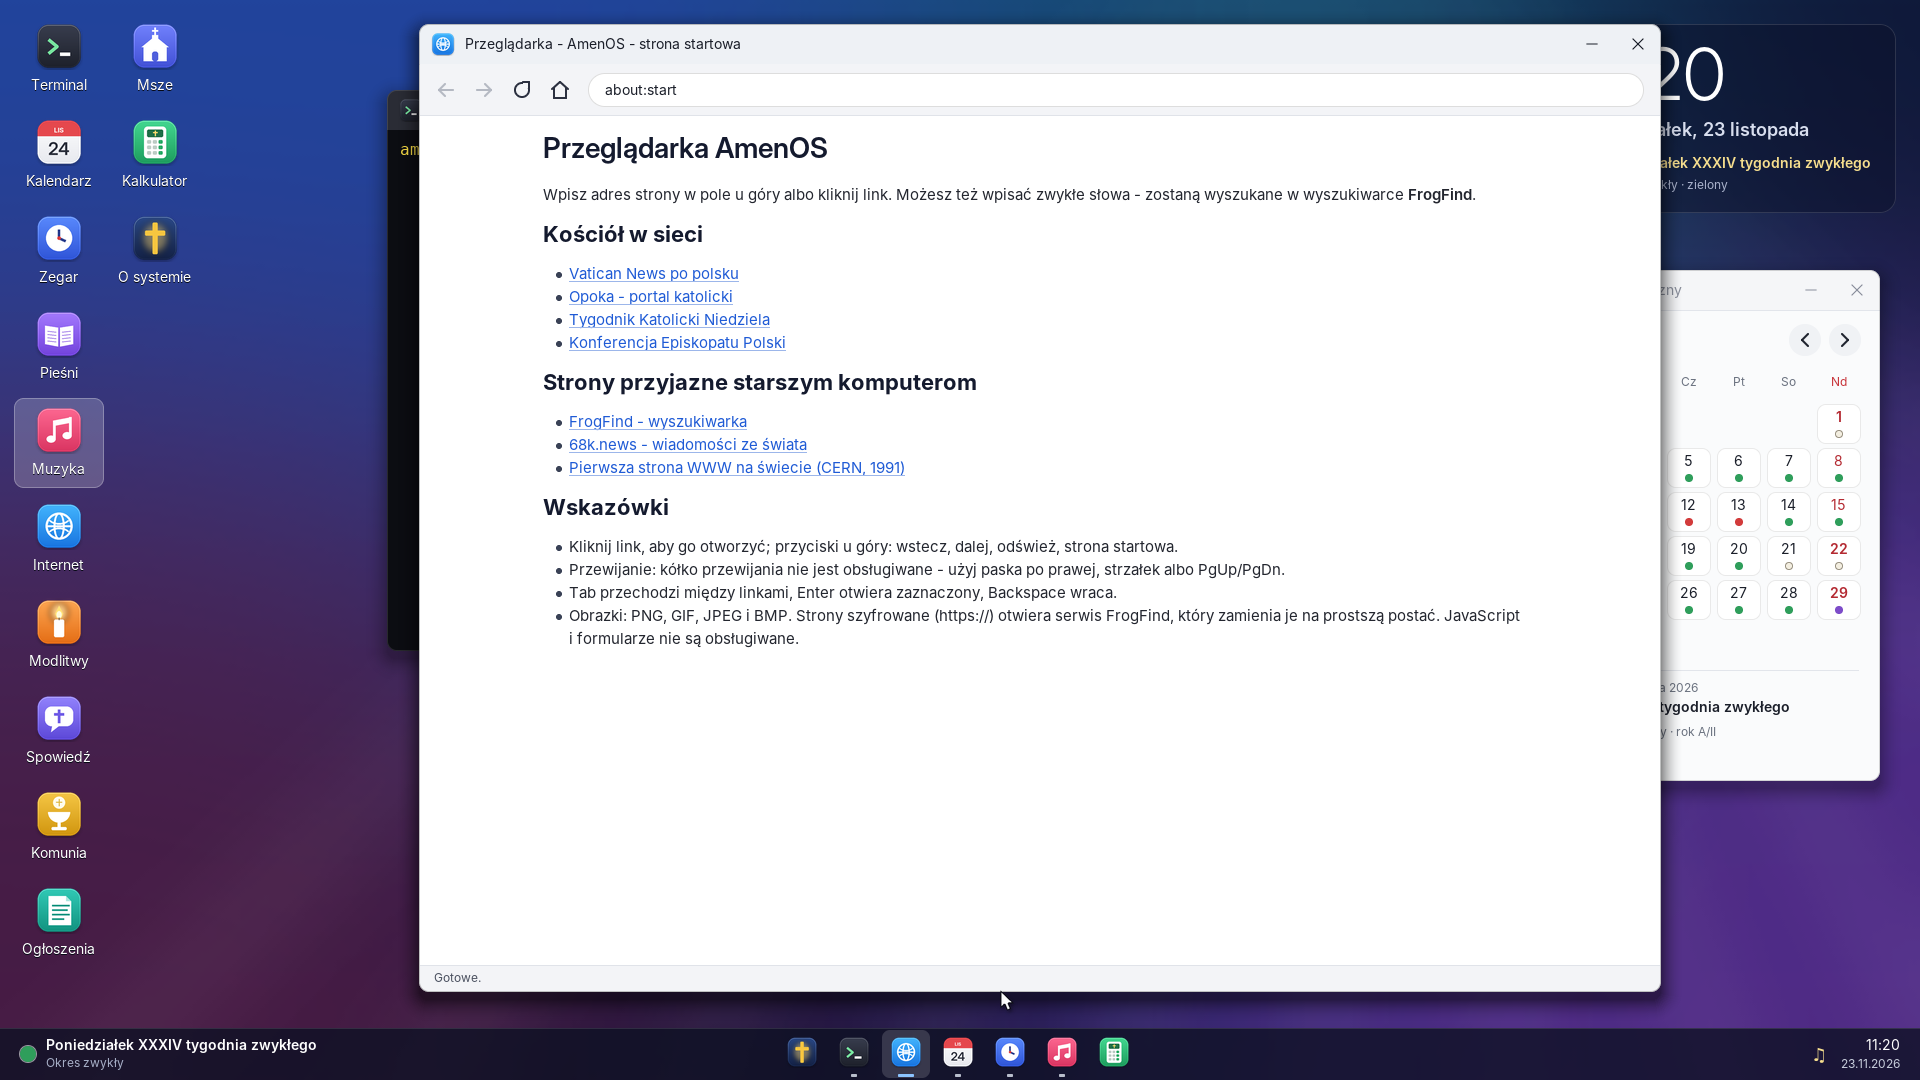 Terminal
Msze
LIS
24
Kalendarz
Kalkulator
Zegar
O systemie
Pieśni
Muzyka
Internet
Modlitwy
Spowiedź
Komunia
Ogłoszenia
am
Przeglądarka - AmenOS - strona startowa
about:start
Przeglądarka AmenOS
Wpisz adres strony w pole u góry albo kliknij link. Możesz też wpisać zwykłe słowa - zostaną wyszukane w wyszukiwarce FrogFind.
Kościół w sieci
Vatican News po polsku
Opoka - portal katolicki
Tygodnik Katolicki Niedziela
Konferencja Episkopatu Polski
Strony przyjazne starszym komputerom
FrogFind - wyszukiwarka
68k.news - wiadomości ze świata
Pierwsza strona WWW na świecie (CERN, 1991)
Wskazówki
Kliknij link, aby go otworzyć; przyciski u góry: wstecz, dalej, odśwież, strona startowa.
Przewijanie: kółko przewijania nie jest obsługiwane - użyj paska po prawej, strzałek albo PgUp/PgDn.
Tab przechodzi między linkami, Enter otwiera zaznaczony, Backspace wraca.
Obrazki: PNG, GIF, JPEG i BMP. Strony szyfrowane (https://) otwiera serwis FrogFind, który zamienia je na prostszą postać. JavaScript
i formularze nie są obsługiwane.
Gotowe.
20
ałek, 23 listopada
ałek XXXIV tygodnia zwykłego
kły · zielony
zny
Cz Pt So Nd
1
5 6 7 8
12 13 14 15
19 20 21 22
26 27 28 29
a 2026
tygodnia zwykłego
y · rok A/II
Poniedziałek XXXIV tygodnia zwykłego
Okres zwykły
LIS
24
11:20
23.11.2026